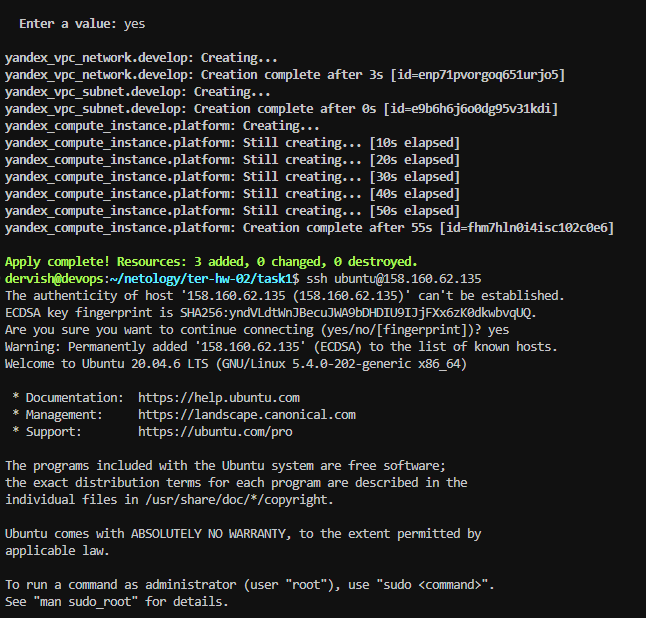 Enter a value: yes
yandex_vpc_network.develop: Creating...
yandex_vpc_network.develop: Creation complete after 3s [id=enp71pvorgoq651urjo5]
yandex_vpc_subnet.develop: Creating...
yandex_vpc_subnet.develop: Creation complete after 0s [id=e9b6h6j6o0dg95v31kdi]
yandex_compute_instance.platform: Creating...
yandex_compute_instance.platform: Still creating... [10s elapsed]
yandex_compute_instance.platform: Still creating... [20s elapsed]
yandex_compute_instance.platform: Still creating... [30s elapsed]
yandex_compute_instance.platform: Still creating... [40s elapsed]
yandex_compute_instance.platform: Still creating... [50s elapsed]
yandex_compute_instance.platform: Creation complete after 55s [id=fhm7hln0i4isc102c0e6]
Apply complete! Resources: 3 added, 0 changed, 0 destroyed.
dervish@devops:~/netology/ter-hw-02/task1$ ssh ubuntu@158.160.62.135
The authenticity of host '158.160.62.135 (158.160.62.135)' can't be established.
ECDSA key fingerprint is SHA256:yndVLdtWnJBecuJWA9bDHDIU9IJjFXx6zK0dkwbvqUQ.
Are you sure you want to continue connecting (yes/no/[fingerprint])? yes
Warning: Permanently added '158.160.62.135' (ECDSA) to the list of known hosts.
Welcome to Ubuntu 20.04.6 LTS (GNU/Linux 5.4.0-202-generic x86_64)
* Documentation:  https://help.ubuntu.com
* Management:     https://landscape.canonical.com
* Support:        https://ubuntu.com/pro
The programs included with the Ubuntu system are free software;
the exact distribution terms for each program are described in the
individual files in /usr/share/doc/*/copyright.
Ubuntu comes with ABSOLUTELY NO WARRANTY, to the extent permitted by
applicable law.
To run a command as administrator (user "root"), use "sudo <command>".
See "man sudo_root" for details.